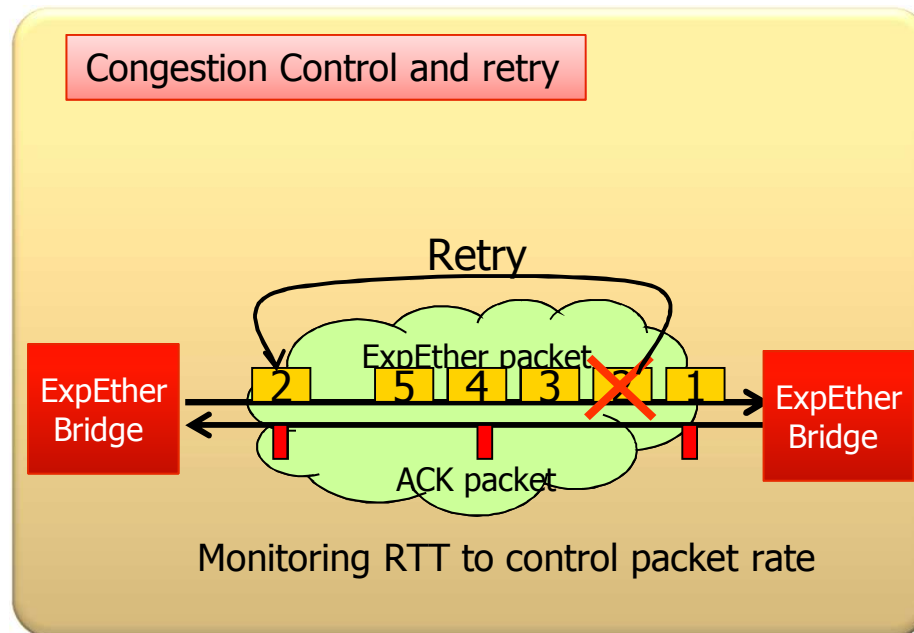 Congestion Control and retry
Retry
ExpEther packet
2 5 4 3 2 1
ExpEther
Bridge
ExpEther
Bridge
ACK packet
Monitoring RTT to control packet rate